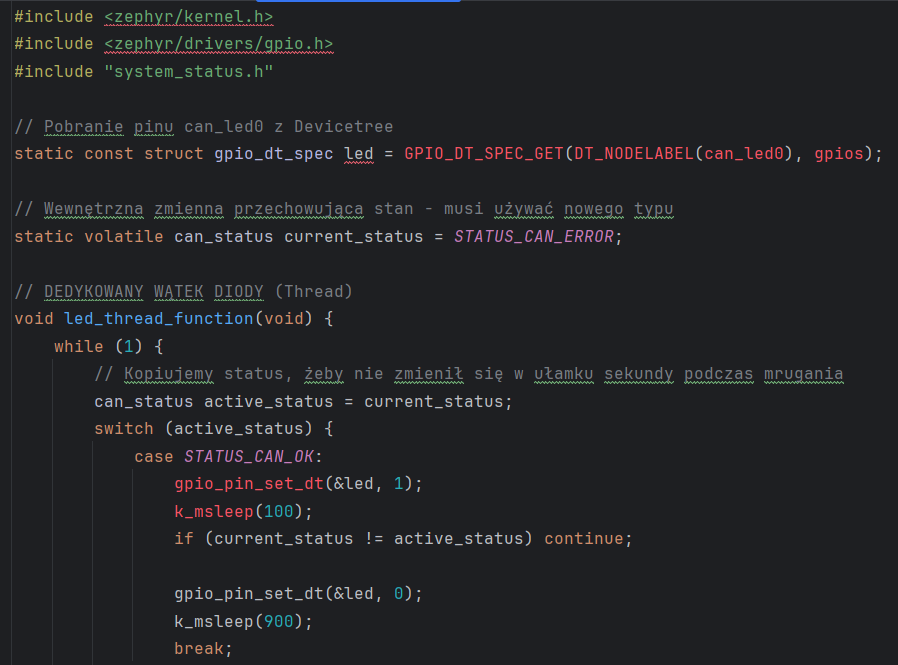 #include <zephyr/kernel.h>
#include <zephyr/drivers/gpio.h>
#include "system_status.h"

// Pobranie pinu can_led0 z Devicetree
static const struct gpio_dt_spec led = GPIO_DT_SPEC_GET(DT_NODELABEL(can_led0), gpios);

// Wewnętrzna zmienna przechowująca stan - musi używać nowego typu
static volatile can_status current_status = STATUS_CAN_ERROR;

// DEDYKOWANY WĄTEK DIODY (Thread)
void led_thread_function(void) {
    while (1) {
        // Kopiujemy status, żeby nie zmienił się w ułamku sekundy podczas mrugania
        can_status active_status = current_status;
        switch (active_status) {
            case STATUS_CAN_OK:
                gpio_pin_set_dt(&led, 1);
                k_msleep(100);
                if (current_status != active_status) continue;

                gpio_pin_set_dt(&led, 0);
                k_msleep(900);
                break;